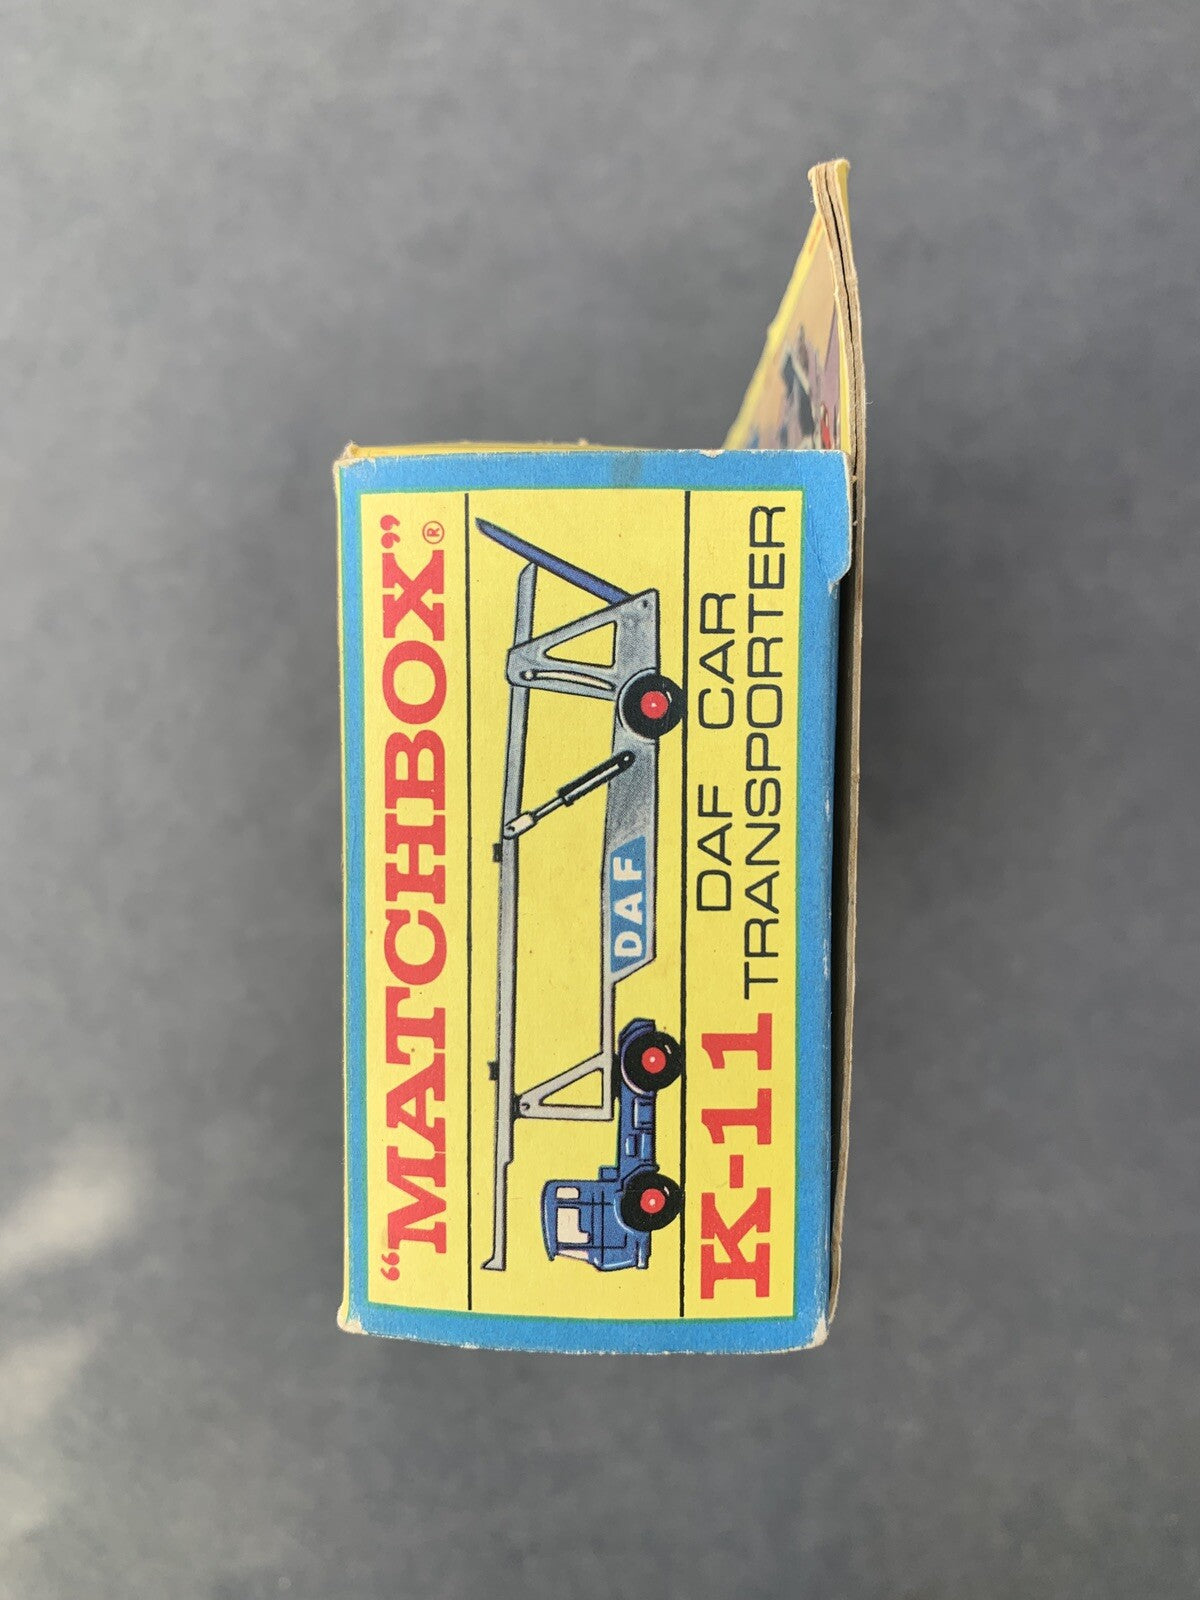 "MATCHBOX"®
DAF
K-11 DAF CAR
TRANSPORTER